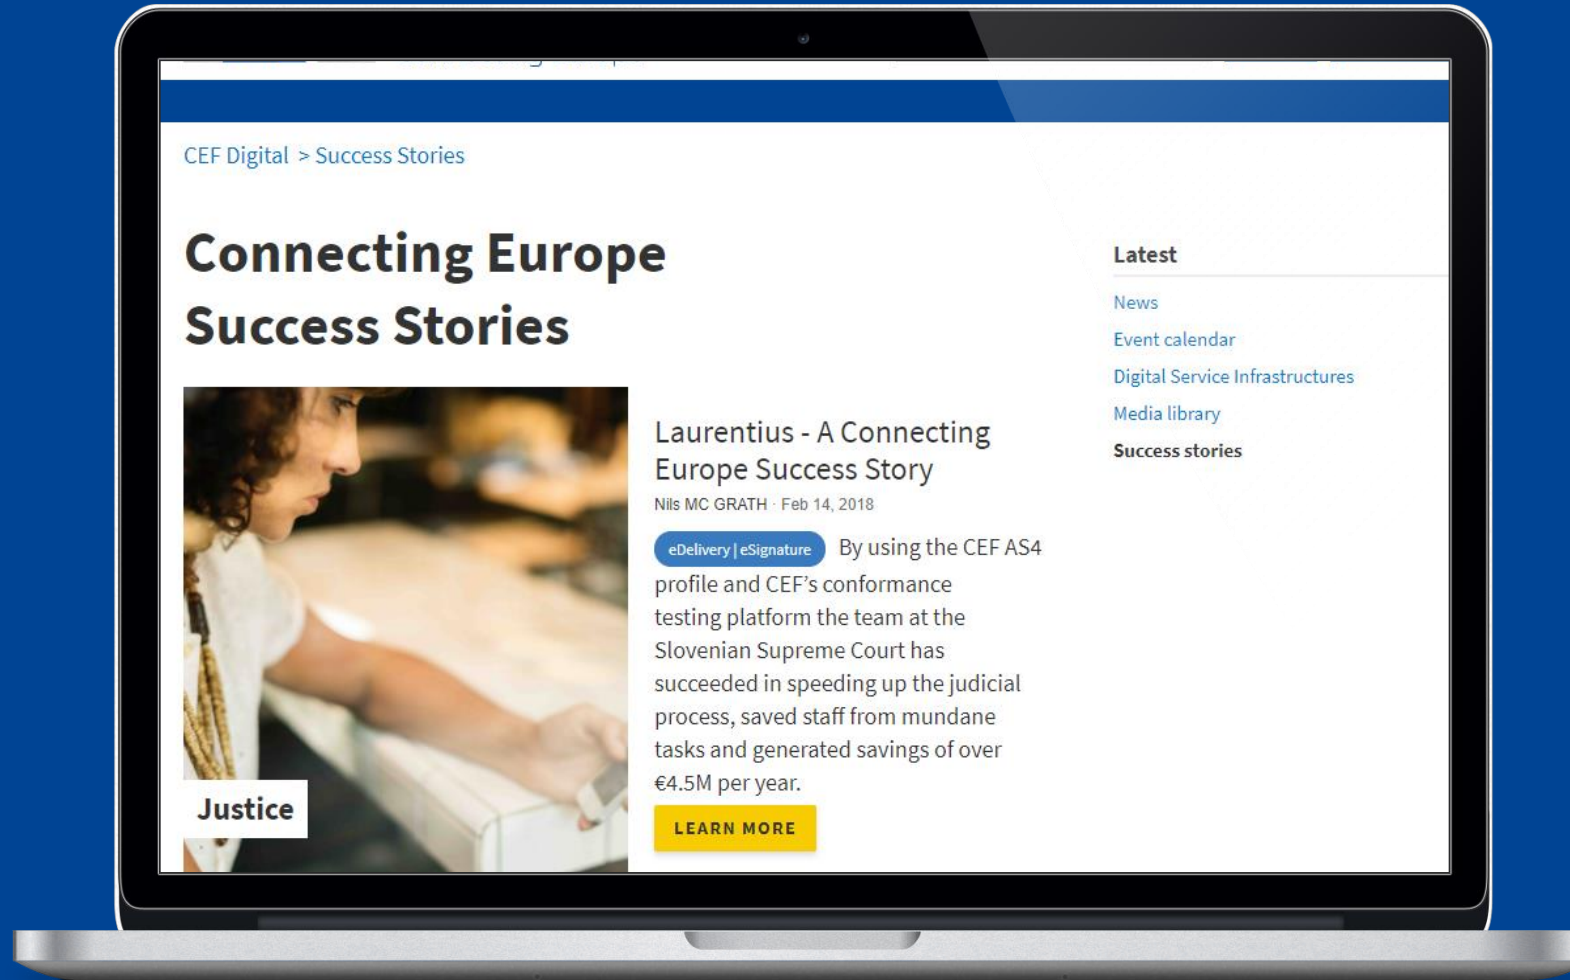 CEF Digital > Success Stories
Connecting Europe
Success Stories
Justice
Laurentius - A Connecting
Europe Success Story
Nils MC GRATH · Feb 14, 2018
eDelivery | eSignature By using the CEF AS4
profile and CEF’s conformance
testing platform the team at the
Slovenian Supreme Court has
succeeded in speeding up the judicial
process, saved staff from mundane
tasks and generated savings of over
€4.5M per year.
LEARN MORE
Latest
News
Event calendar
Digital Service Infrastructures
Media library
Success stories